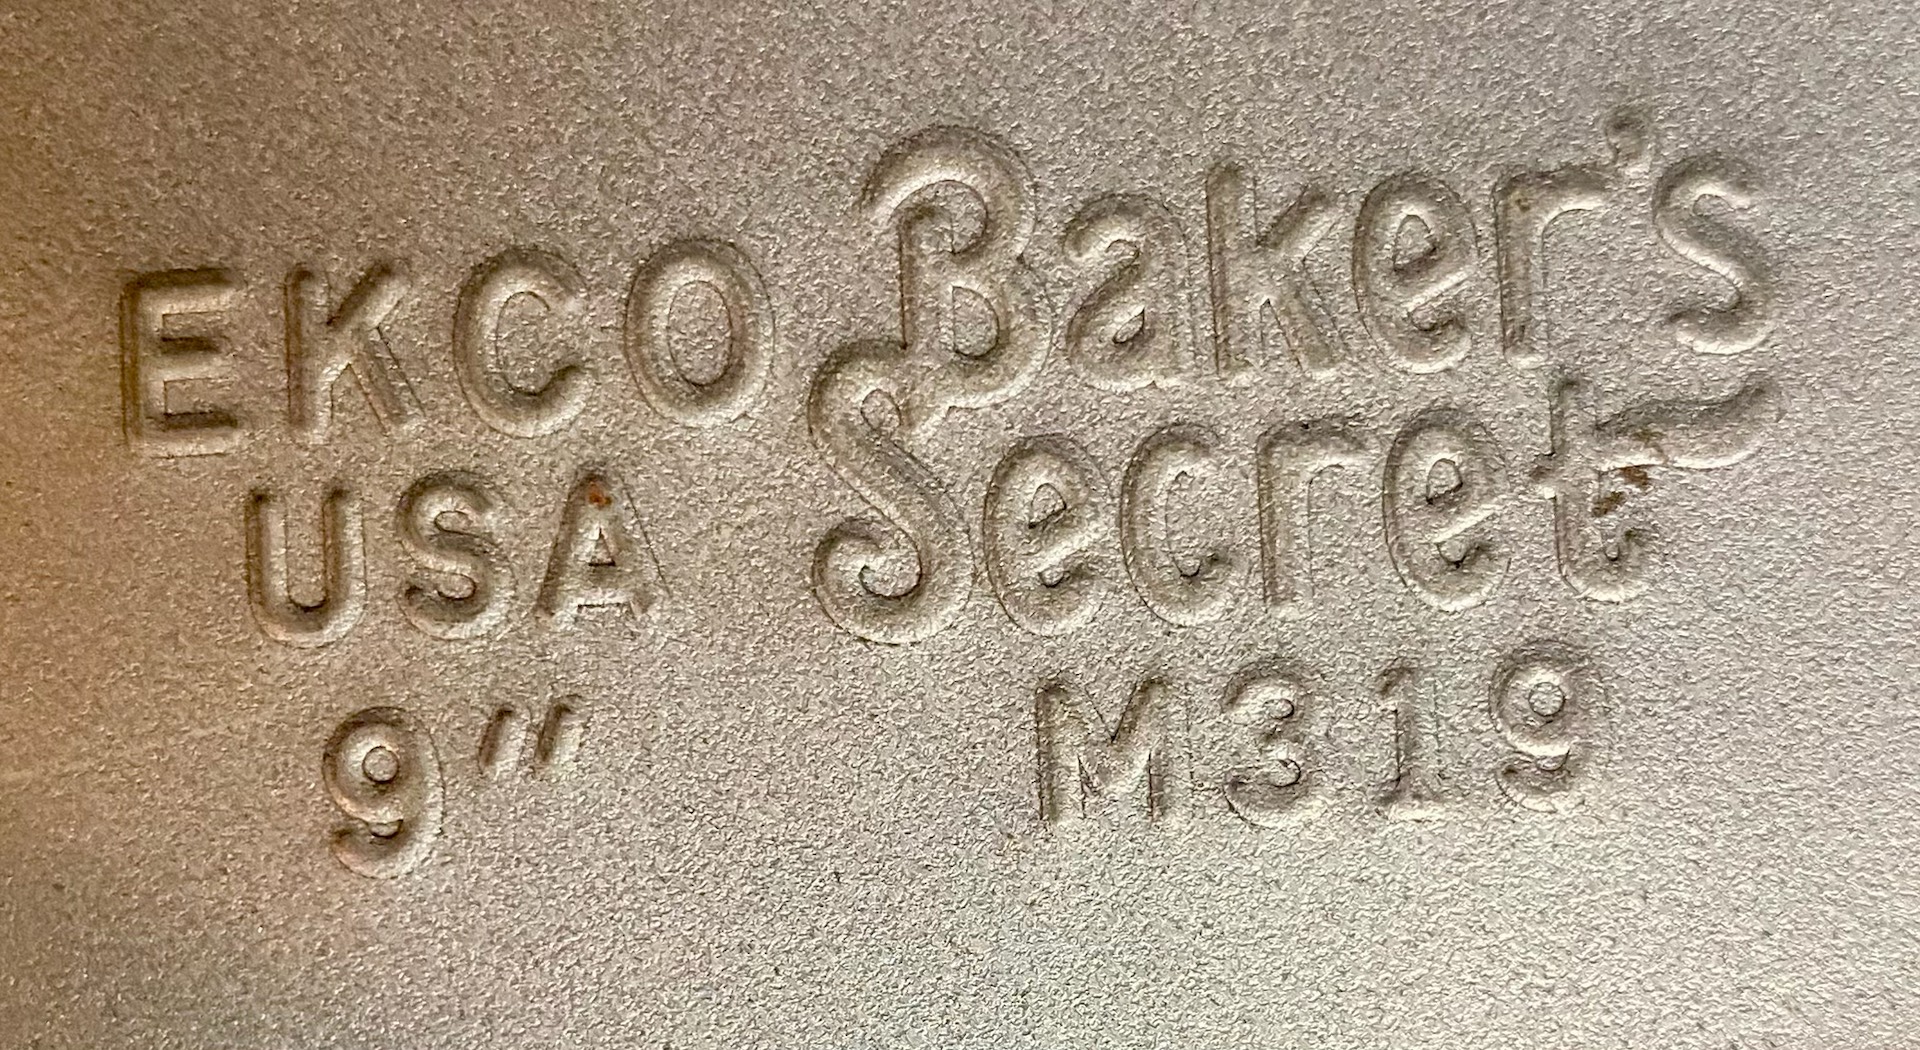 EKCO Baker's
USA Secret
9" M319